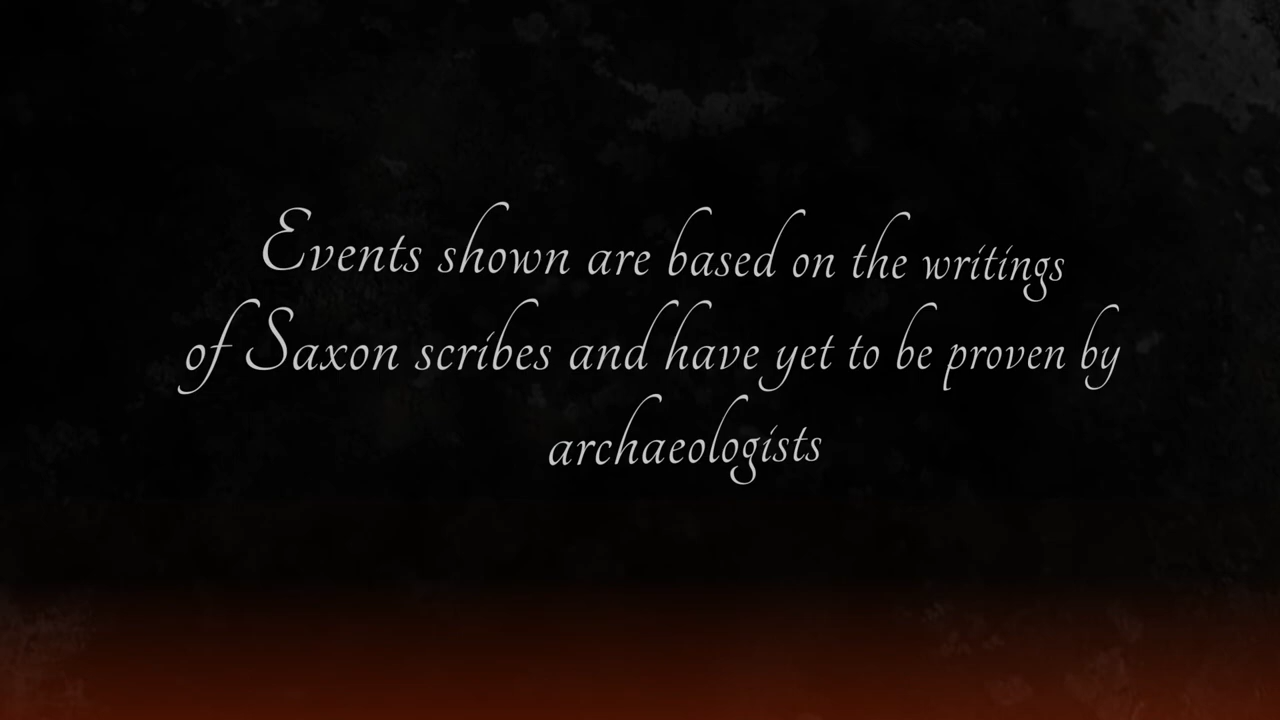 Events shown are based on the writings
of Saxon scribes and have yet to be proven by
archaeologists